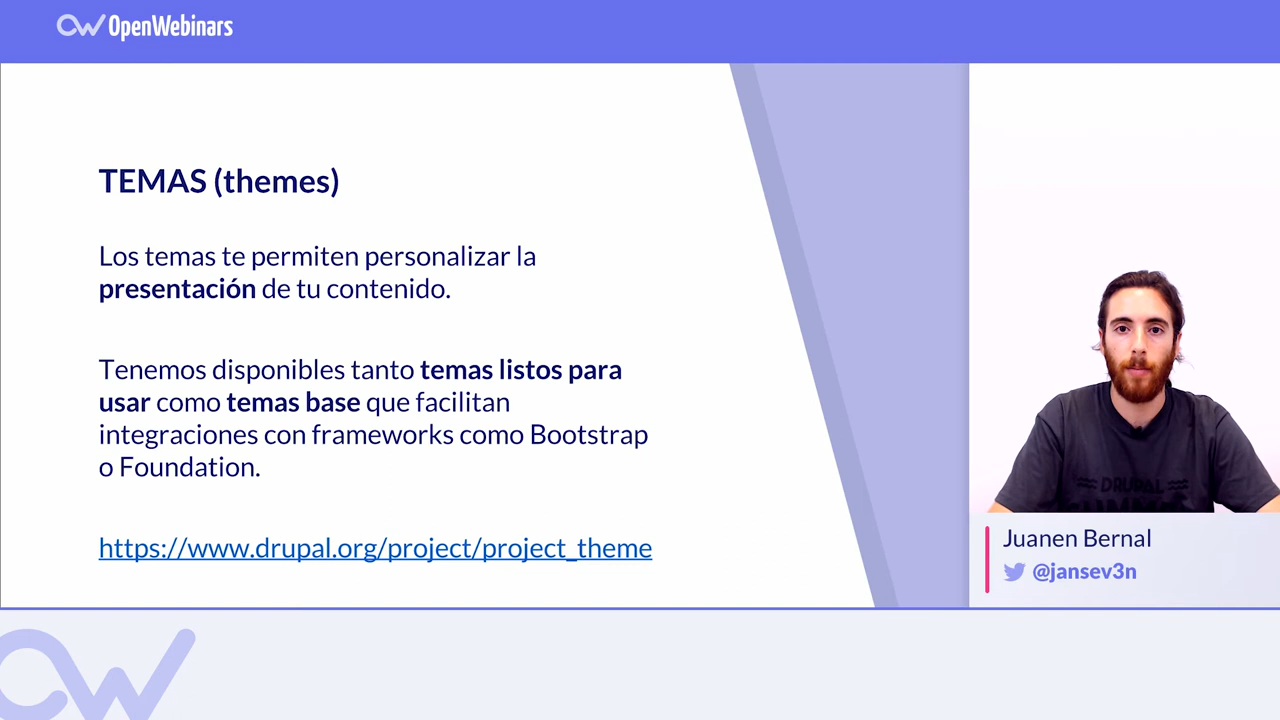 OpenWebinars
TEMAS (themes)
Los temas te permiten personalizar la
presentación de tu contenido.
Tenemos disponibles tanto temas listos para
usar como temas base que facilitan
integraciones con frameworks como Bootstrap
o Foundation.
https://www.drupal.org/project/project_theme
DRUPAL
Juanen Bernal
@jansev3n